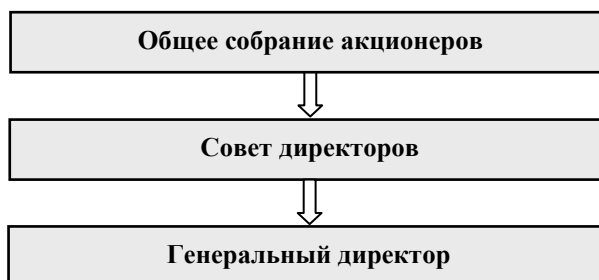 Общее собрание акционеров
Совет директоров
Генеральный директор